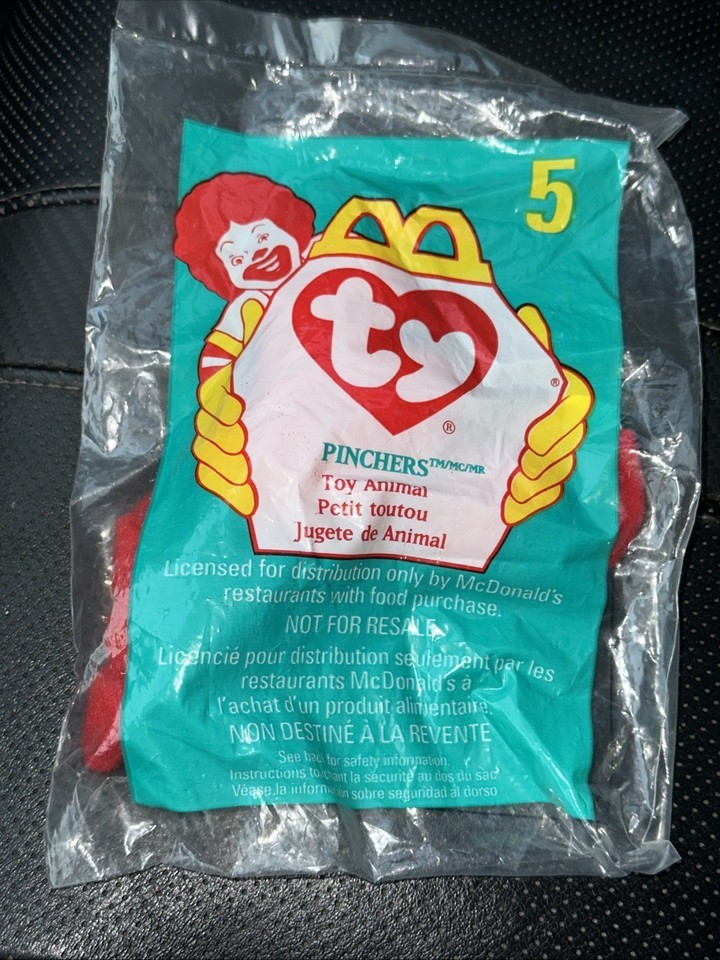 5
ty
®
®
PINCHERS TM/MC/MR
Toy Animal
Petit toutou
Jugete de Animal
Licensed for distribution only by McDonald's
restaurants with food purchase.
NOT FOR RESALE
Licencié pour distribution seulement par les
restaurants McDonald's à
l'achat d'un produit alimentaire.
NON DESTINÉ À LA REVENTE
See back for safety information.
Instructions touchant la sécurité au dos du sac
Véase la información sobre seguridad al dorso